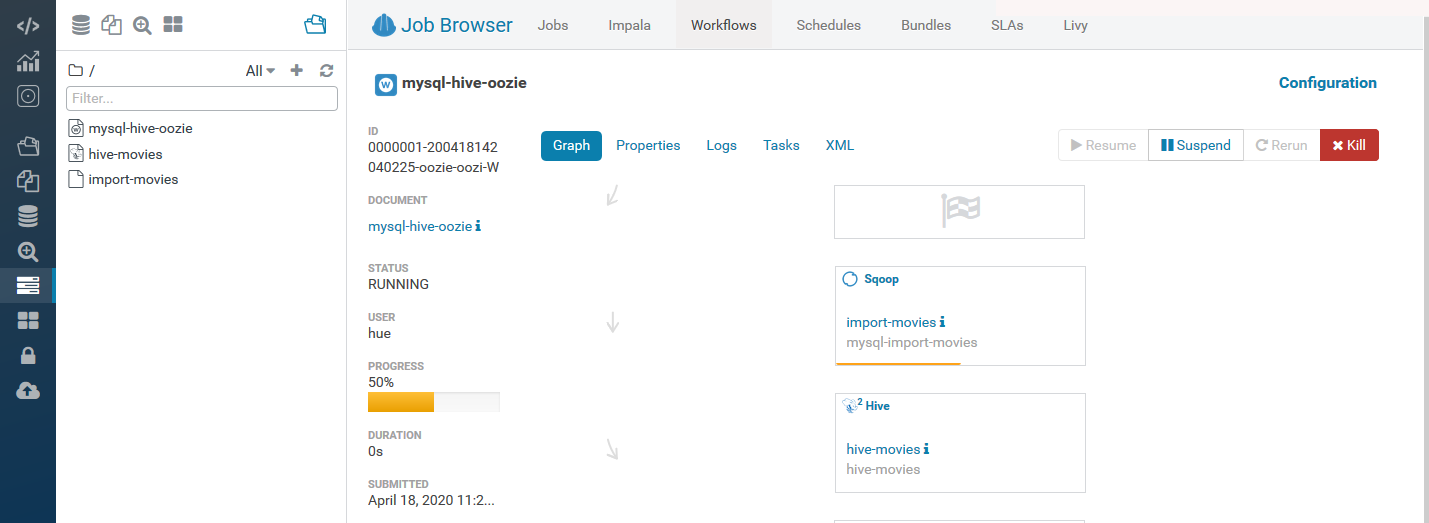 Job Browser
Jobs
Impala
Workflows
Schedules
Bundles
SLAs
Livy
/
All
Filter...
mysql-hive-oozie
hive-movies
import-movies
mysql-hive-oozie
Configuration
ID
0000001-200418142
040225-oozie-oozi-W
DOCUMENT
mysql-hive-oozie
STATUS
RUNNING
USER
hue
PROGRESS
50%
DURATION
0s
SUBMITTED
April 18, 2020 11:2...
Graph
Properties
Logs
Tasks
XML
Resume
Suspend
Rerun
Kill
Sqoop
import-movies
mysql-import-movies
2 Hive
hive-movies
hive-movies